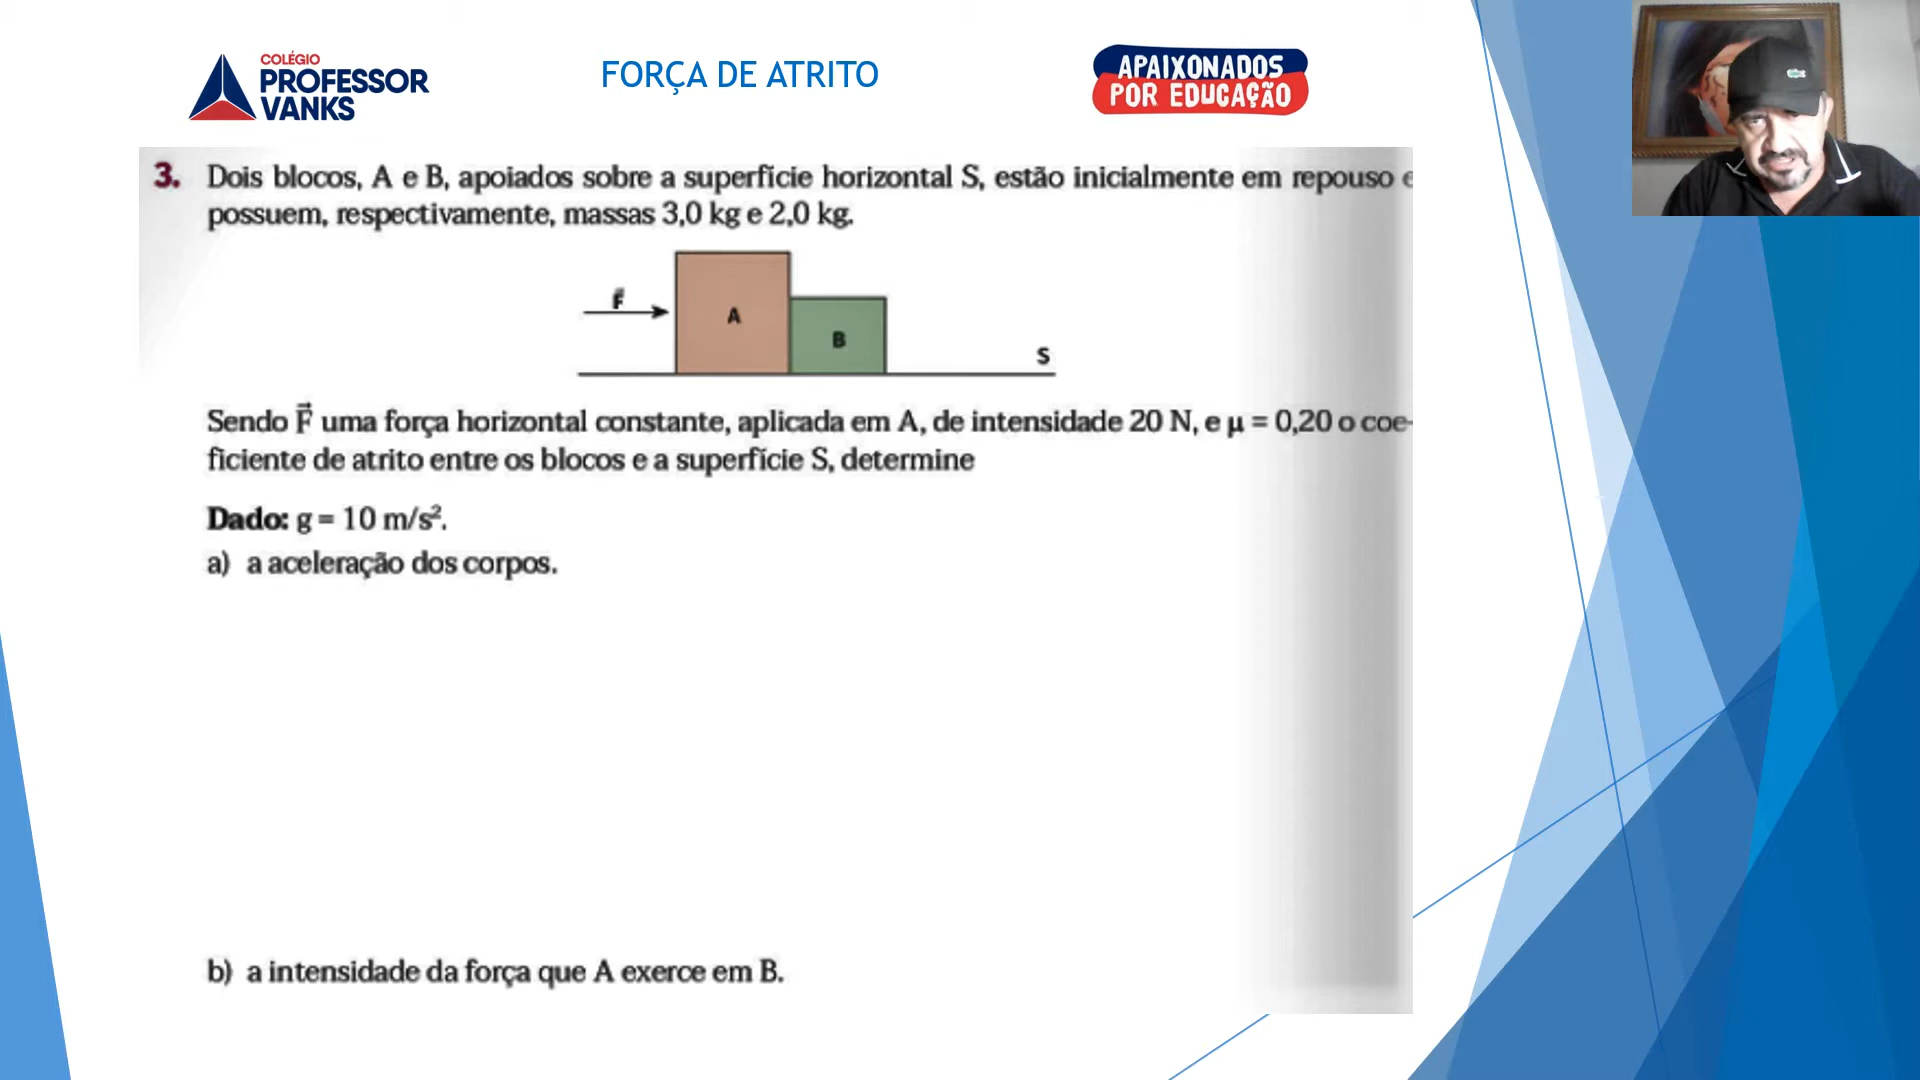 COLÉGIO
PROFESSOR
VANKS
FORÇA DE ATRITO
APAIXONADOS
POR EDUCAÇÃO
3. Dois blocos, A e B, apoiados sobre a superfície horizontal S, estão inicialmente em repouso e
possuem, respectivamente, massas 3,0 kg e 2,0 kg.
F⃗
A
B
S
Sendo F⃗ uma força horizontal constante, aplicada em A, de intensidade 20 N, e μ = 0,20 o coe-
ficiente de atrito entre os blocos e a superfície S, determine
Dado: g = 10 m/s².
a) a aceleração dos corpos.
b) a intensidade da força que A exerce em B.